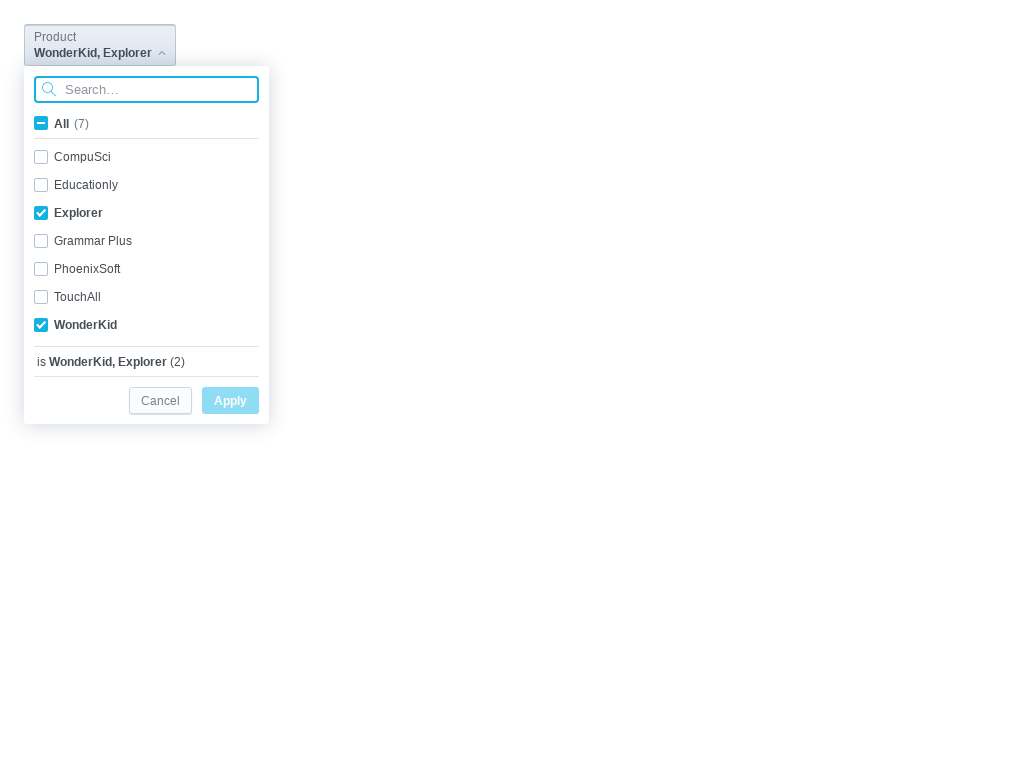 Product
WonderKid, Explorer
Search…
All (7)
CompuSci
Educationly
Explorer
Grammar Plus
PhoenixSoft
TouchAll
WonderKid
is WonderKid, Explorer (2)
Cancel Apply